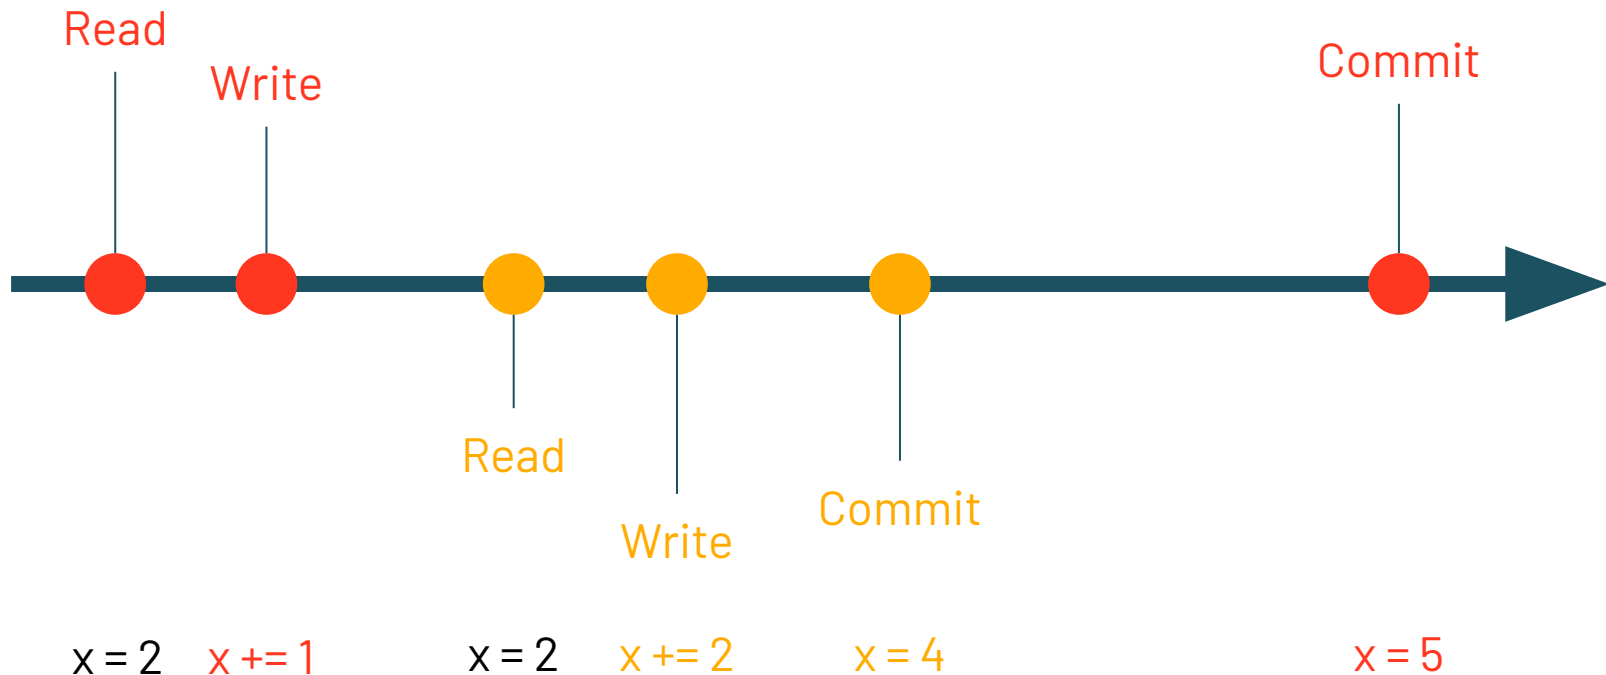 Read
Write
Commit
Read
Write
Commit
x = 2
x += 1
x = 2
x += 2
x = 4
x = 5